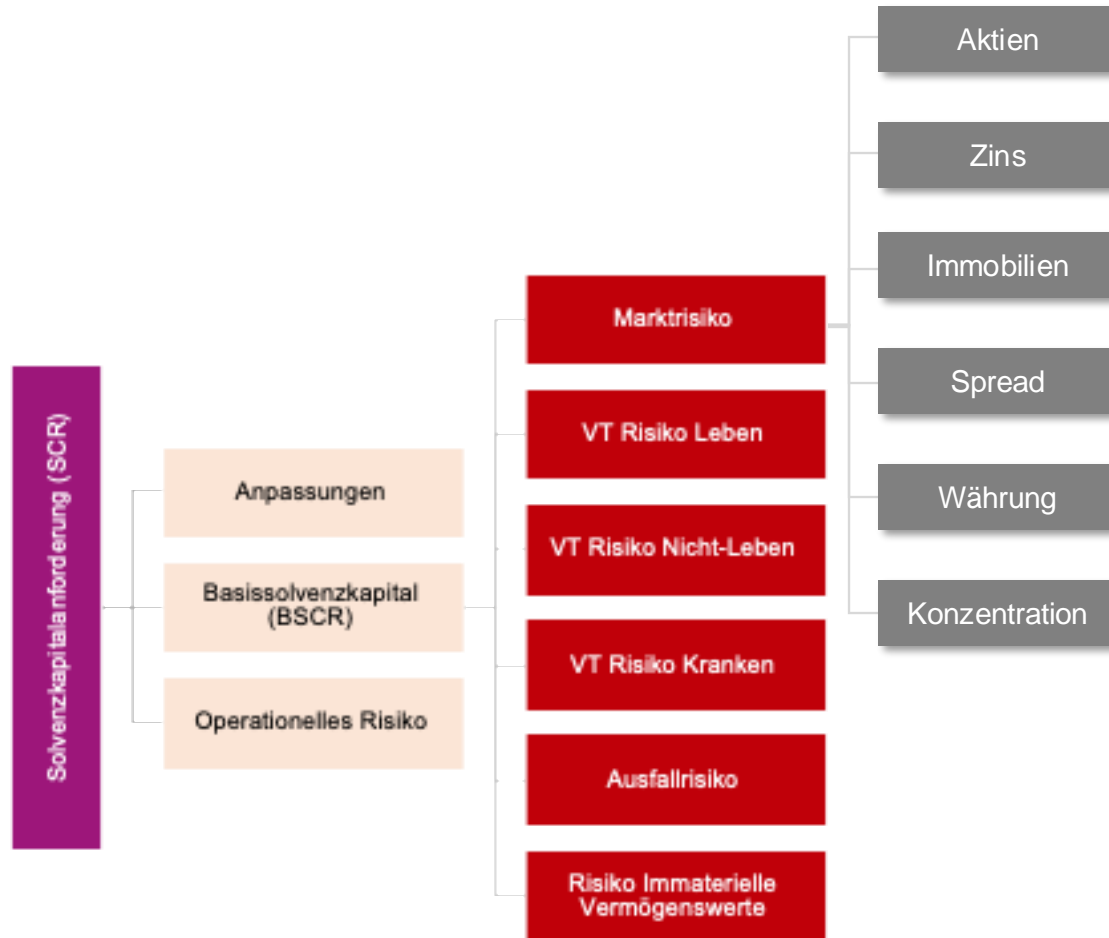 Solvenzkapitalanforderung (SCR)
Anpassungen
Basissolvenzkapital
(BSCR)
Operationelles Risiko
Marktrisiko
VT Risiko Leben
VT Risiko Nicht-Leben
VT Risiko Kranken
Ausfallrisiko
Risiko Immaterielle
Vermögenswerte
Aktien
Zins
Immobilien
Spread
Währung
Konzentration